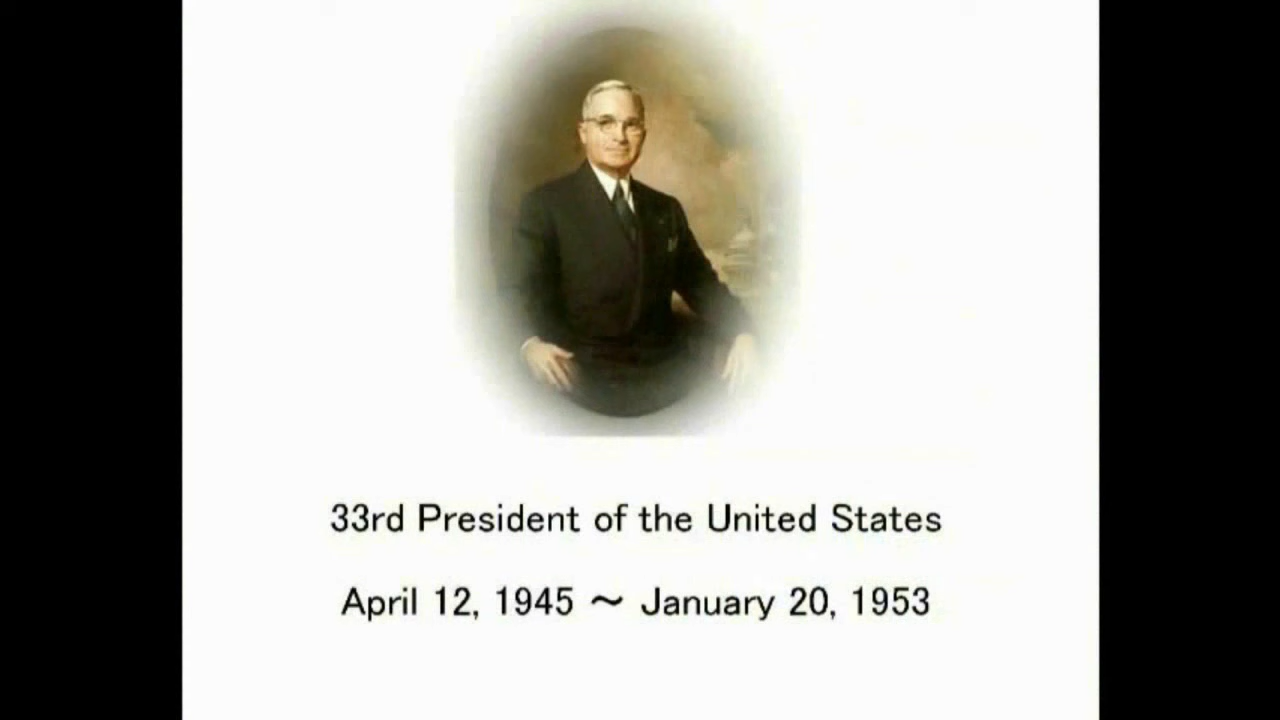 33rd President of the United States
April 12, 1945 ～ January 20, 1953